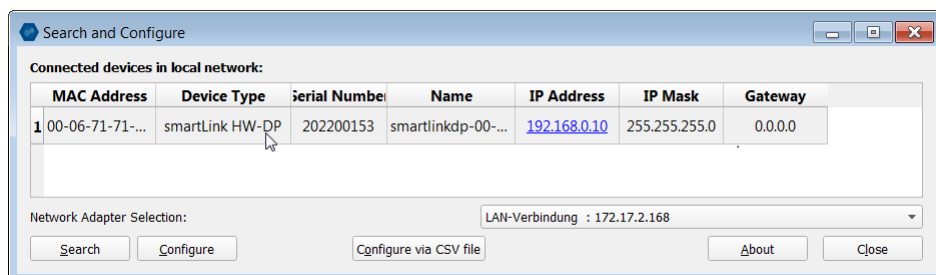 Search and Configure
Connected devices in local network:
MAC Address Device Type Serial Number Name IP Address IP Mask Gateway
1 00-06-71-71-... smartLink HW-DP 202200153 smartlinkdp-00-... 192.168.0.10 255.255.255.0 0.0.0.0
Network Adapter Selection: LAN-Verbindung : 172.17.2.168
Search Configure Configure via CSV file About Close